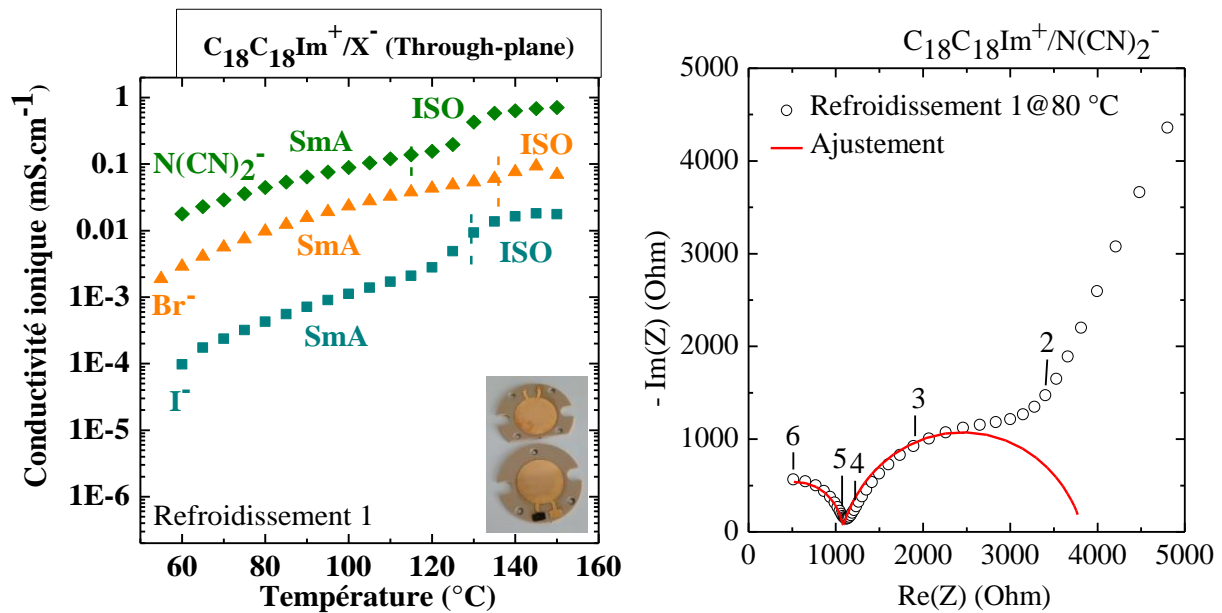 C₁₈C₁₈Im⁺/X⁻ (Through-plane)
Conductivité ionique (mS.cm⁻¹)
1
0.1
0.01
1E-3
1E-4
1E-5
1E-6
ISO
SmA
N(CN)₂⁻
ISO
SmA
Br⁻
ISO
SmA
I⁻
Refroidissement 1
60 80 100 120 140 160
Température (°C)
C₁₈C₁₈Im⁺/N(CN)₂⁻
- Im(Z) (Ohm)
5000
4000
3000
2000
1000
0
Refroidissement 1@80 °C
Ajustement
2
3
4
5
6
0 1000 2000 3000 4000 5000
Re(Z) (Ohm)